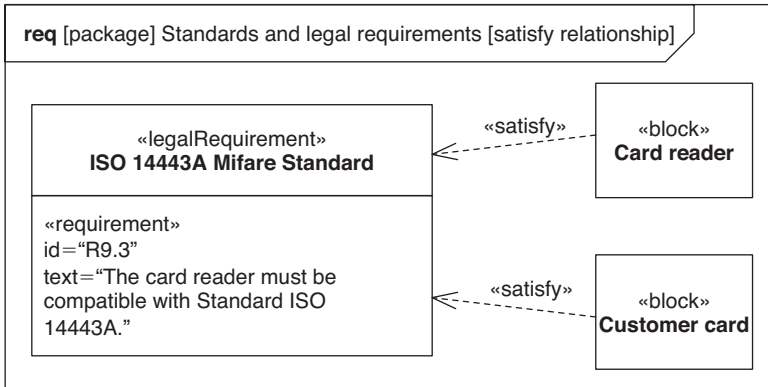 req [package] Standards and legal requirements [satisfy relationship]
«legalRequirement»
ISO 14443A Mifare Standard
«requirement»
id=“R9.3”
text=“The card reader must be
compatible with Standard ISO
14443A.”
«satisfy»
«block»
Card reader
«satisfy»
«block»
Customer card